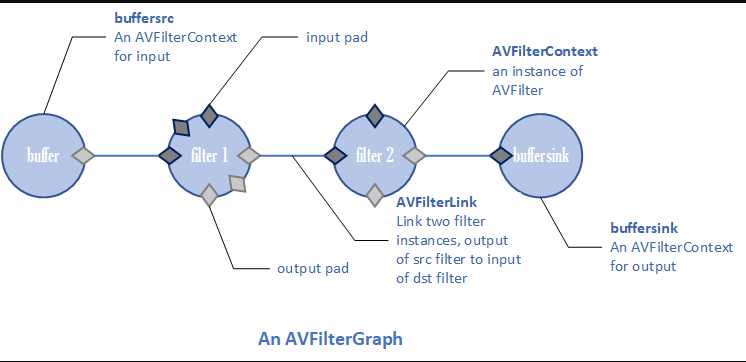 buffersrc
An AVFilterContext
for input
input pad
AVFilterContext
an instance of
AVFilter
buffer
filter 1
filter 2
buffersink
AVFilterLink
Link two filter
instances, output
of src filter to input
of dst filter
buffersink
An AVFilterContext
for output
output pad
An AVFilterGraph